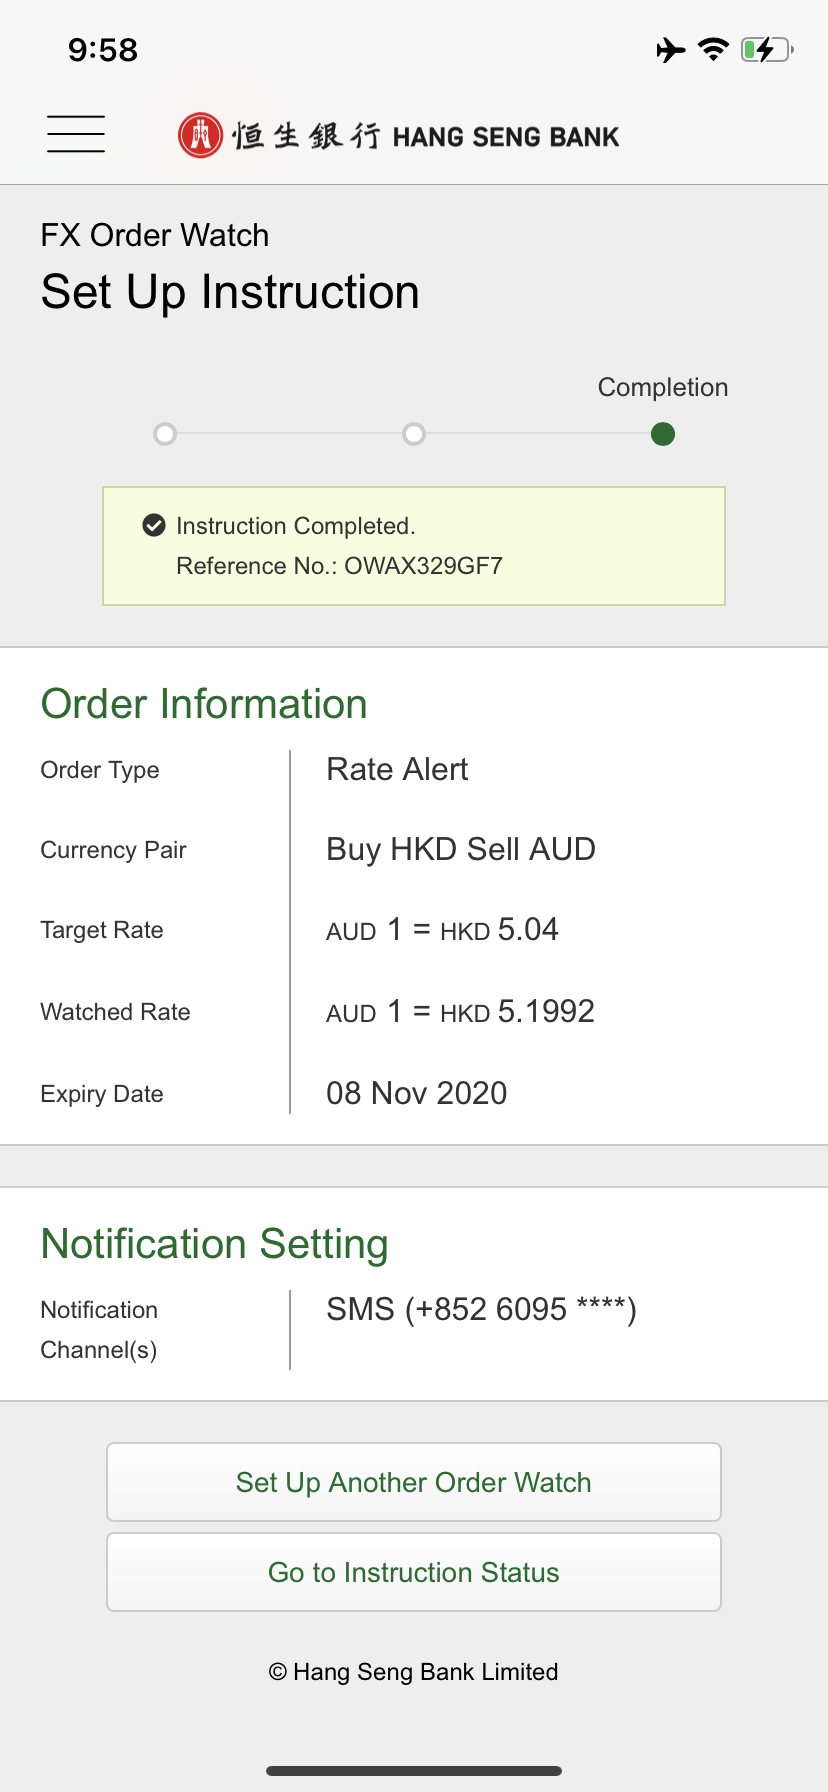 9:58
恒生銀行 HANG SENG BANK
FX Order Watch
Set Up Instruction
Completion
Instruction Completed.
Reference No.: OWAX329GF7
Order Information
Order Type Rate Alert
Currency Pair Buy HKD Sell AUD
Target Rate AUD 1 = HKD 5.04
Watched Rate AUD 1 = HKD 5.1992
Expiry Date 08 Nov 2020
Notification Setting
Notification SMS (+852 6095 ****)
Channel(s)
Set Up Another Order Watch
Go to Instruction Status
© Hang Seng Bank Limited